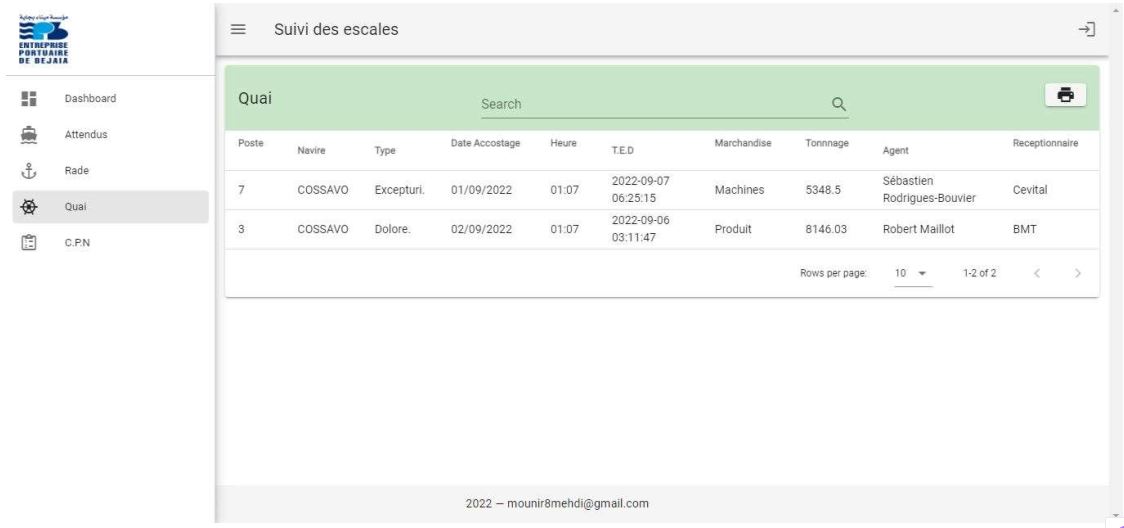 ENTREPRISE
PORTUAIRE
DE BEJAIA
Suivi des escales
Dashboard
Attendus
Rade
Quai
C.P.N
Quai
Search
Poste Navire Type Date Accostage Heure T.E.D Marchandise Tonnnage Agent Receptionnaire
7 COSSAVO Excepturi. 01/09/2022 01:07 2022-09-07 06:25:15 Machines 5348.5 Sébastien Rodrigues-Bouvier Cevital
3 COSSAVO Dolore. 02/09/2022 01:07 2022-09-06 03:11:47 Produit 8146.03 Robert Maillot BMT
Rows per page: 10 1-2 of 2
2022 — mounir8mehdi@gmail.com